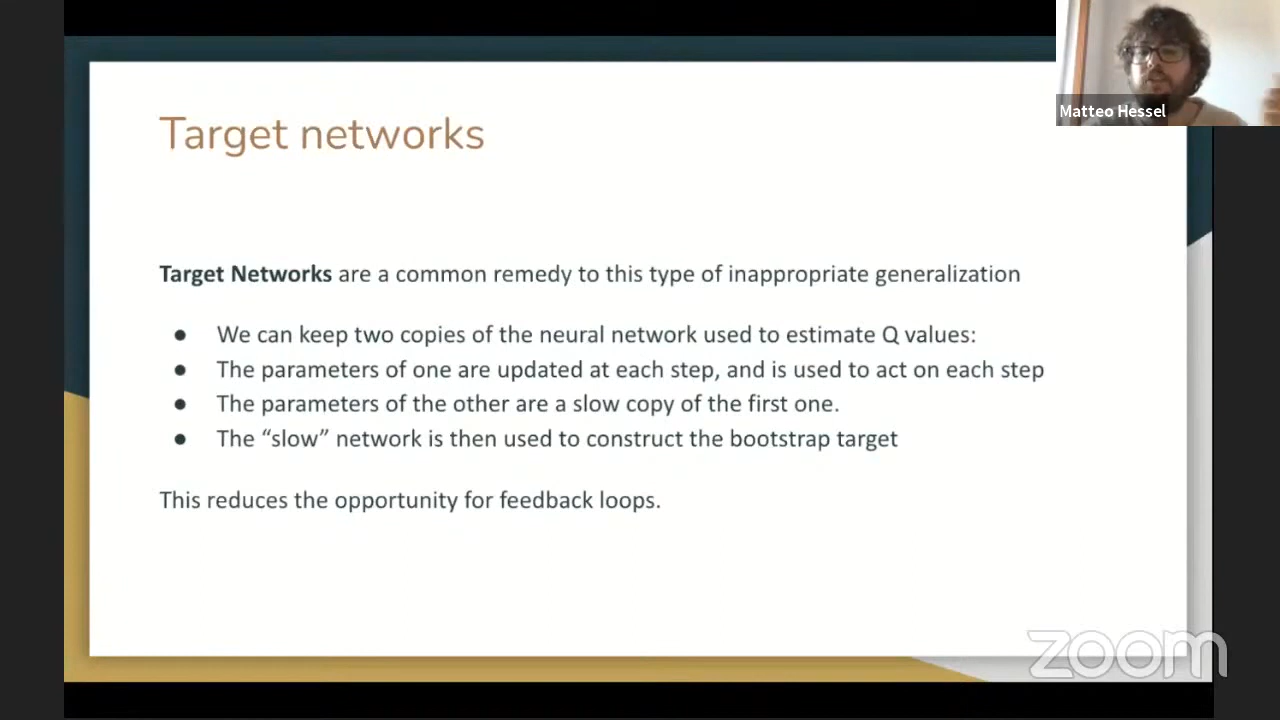 Matteo Hessel
Target networks
Target Networks are a common remedy to this type of inappropriate generalization
● We can keep two copies of the neural network used to estimate Q values:
● The parameters of one are updated at each step, and is used to act on each step
● The parameters of the other are a slow copy of the first one.
● The “slow” network is then used to construct the bootstrap target
This reduces the opportunity for feedback loops.
zoom